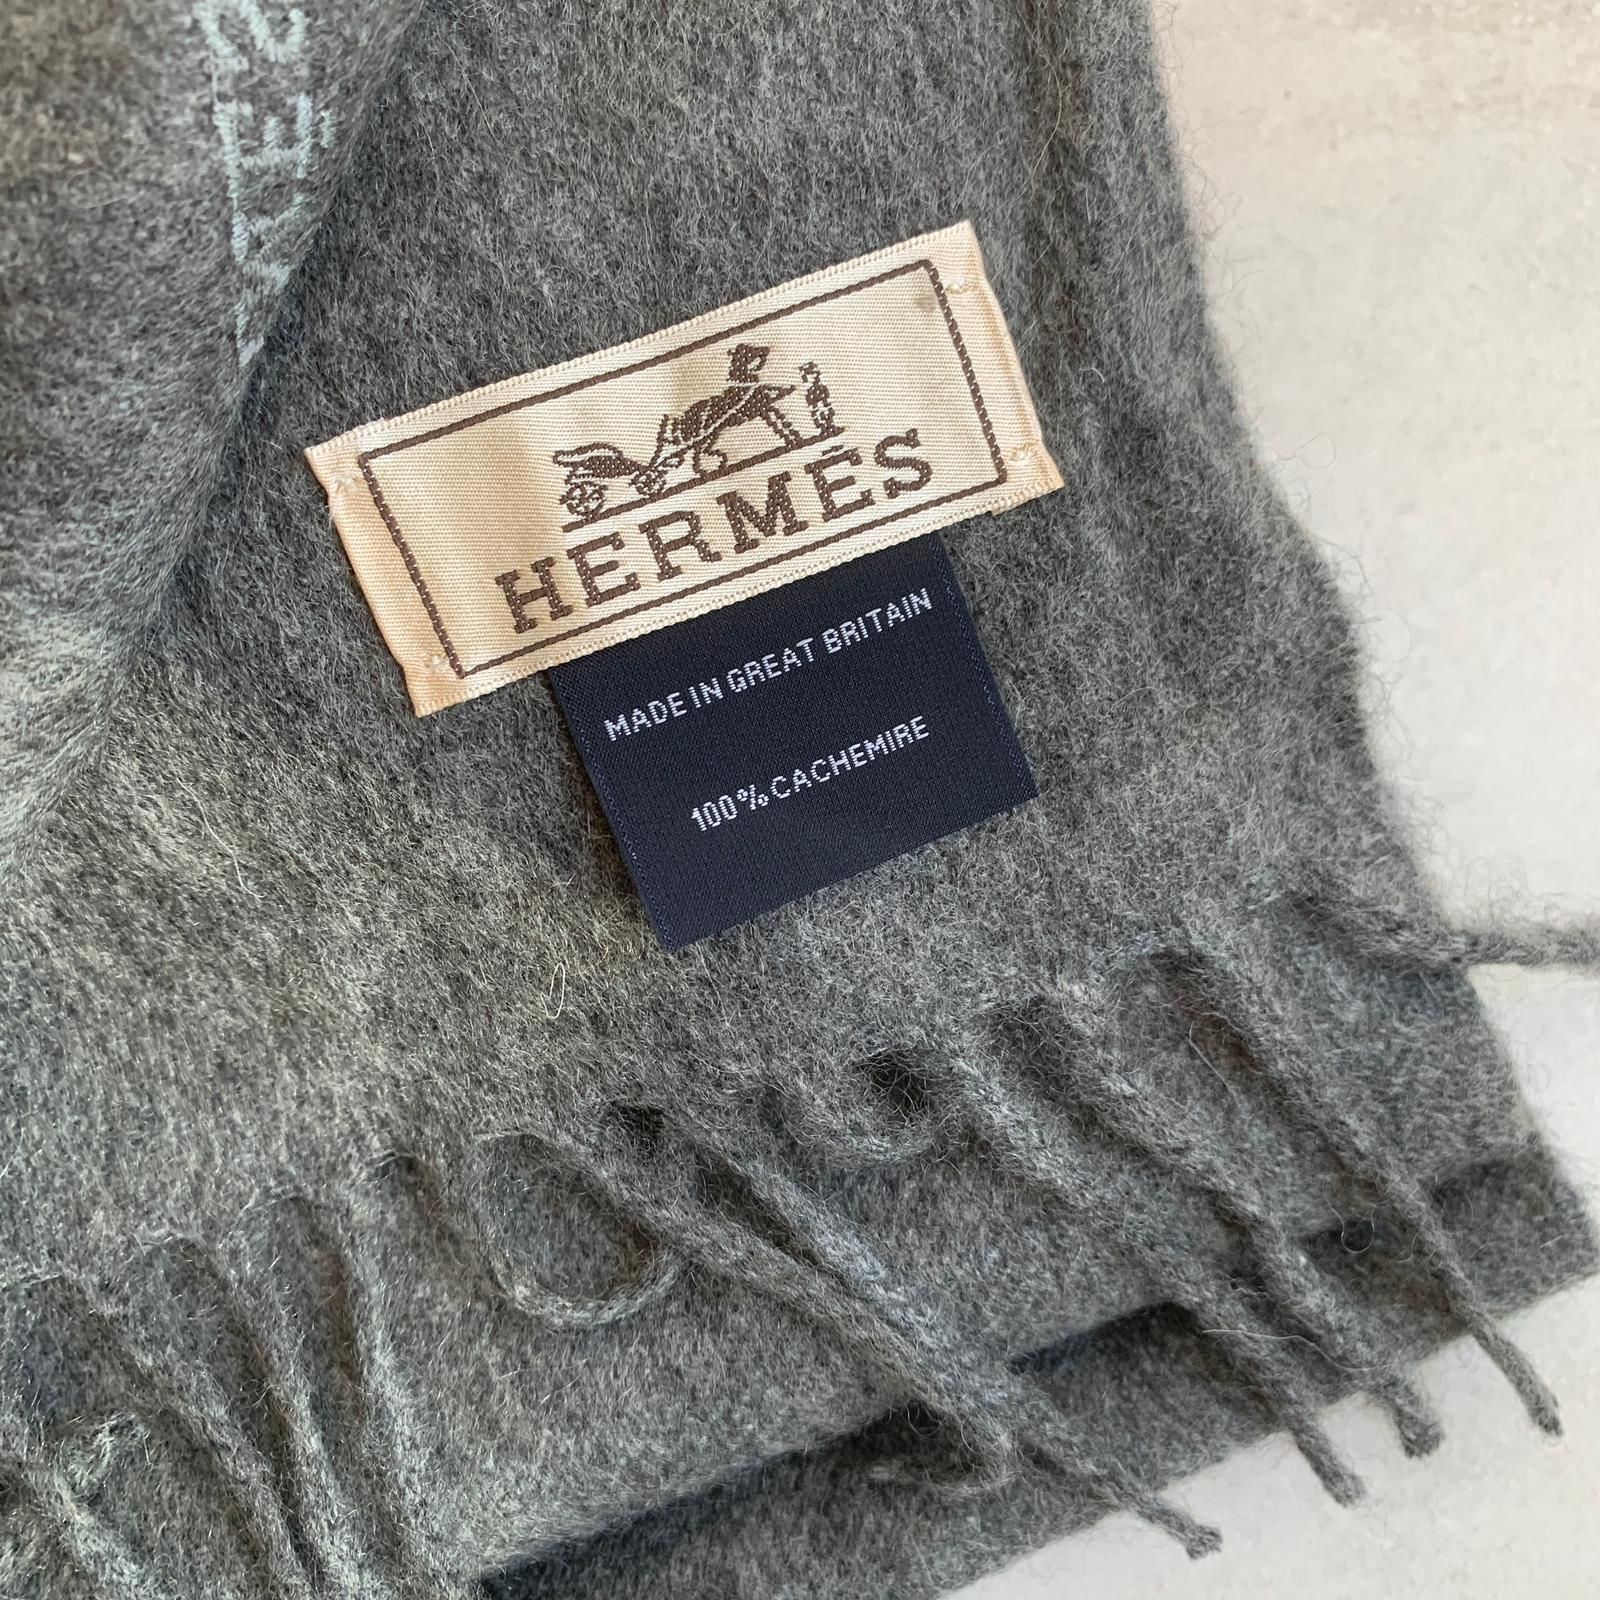 HERMÈS
MADE IN GREAT BRITAIN
100% CACHEMIRE